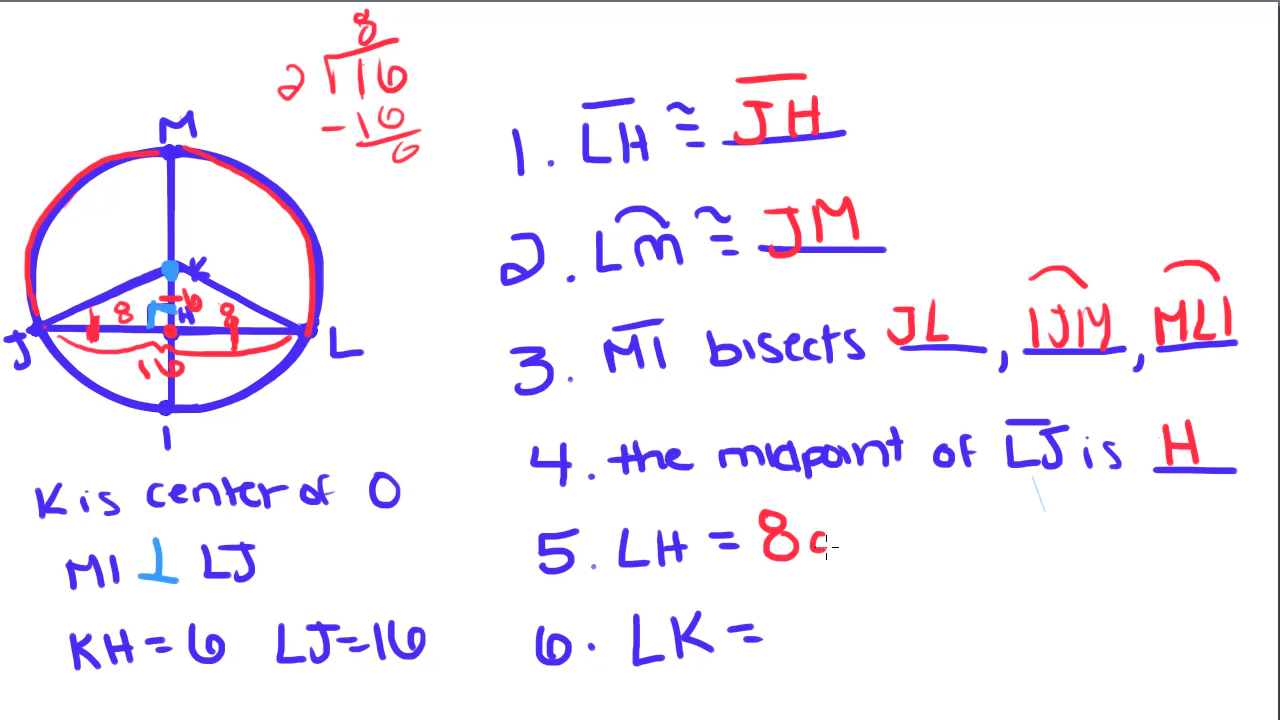 8
2 16
- 16
0
M
K
6
8 H 8
J L
16
I
K is center of O
MI ⊥ LJ
KH = 6 LJ = 16
1. LH ≅ JH
2. Lm ≅ JM
3. MI bisects JL, IJM, MLI
4. the midpoint of LJ is H
5. LH = 8
6. LK =